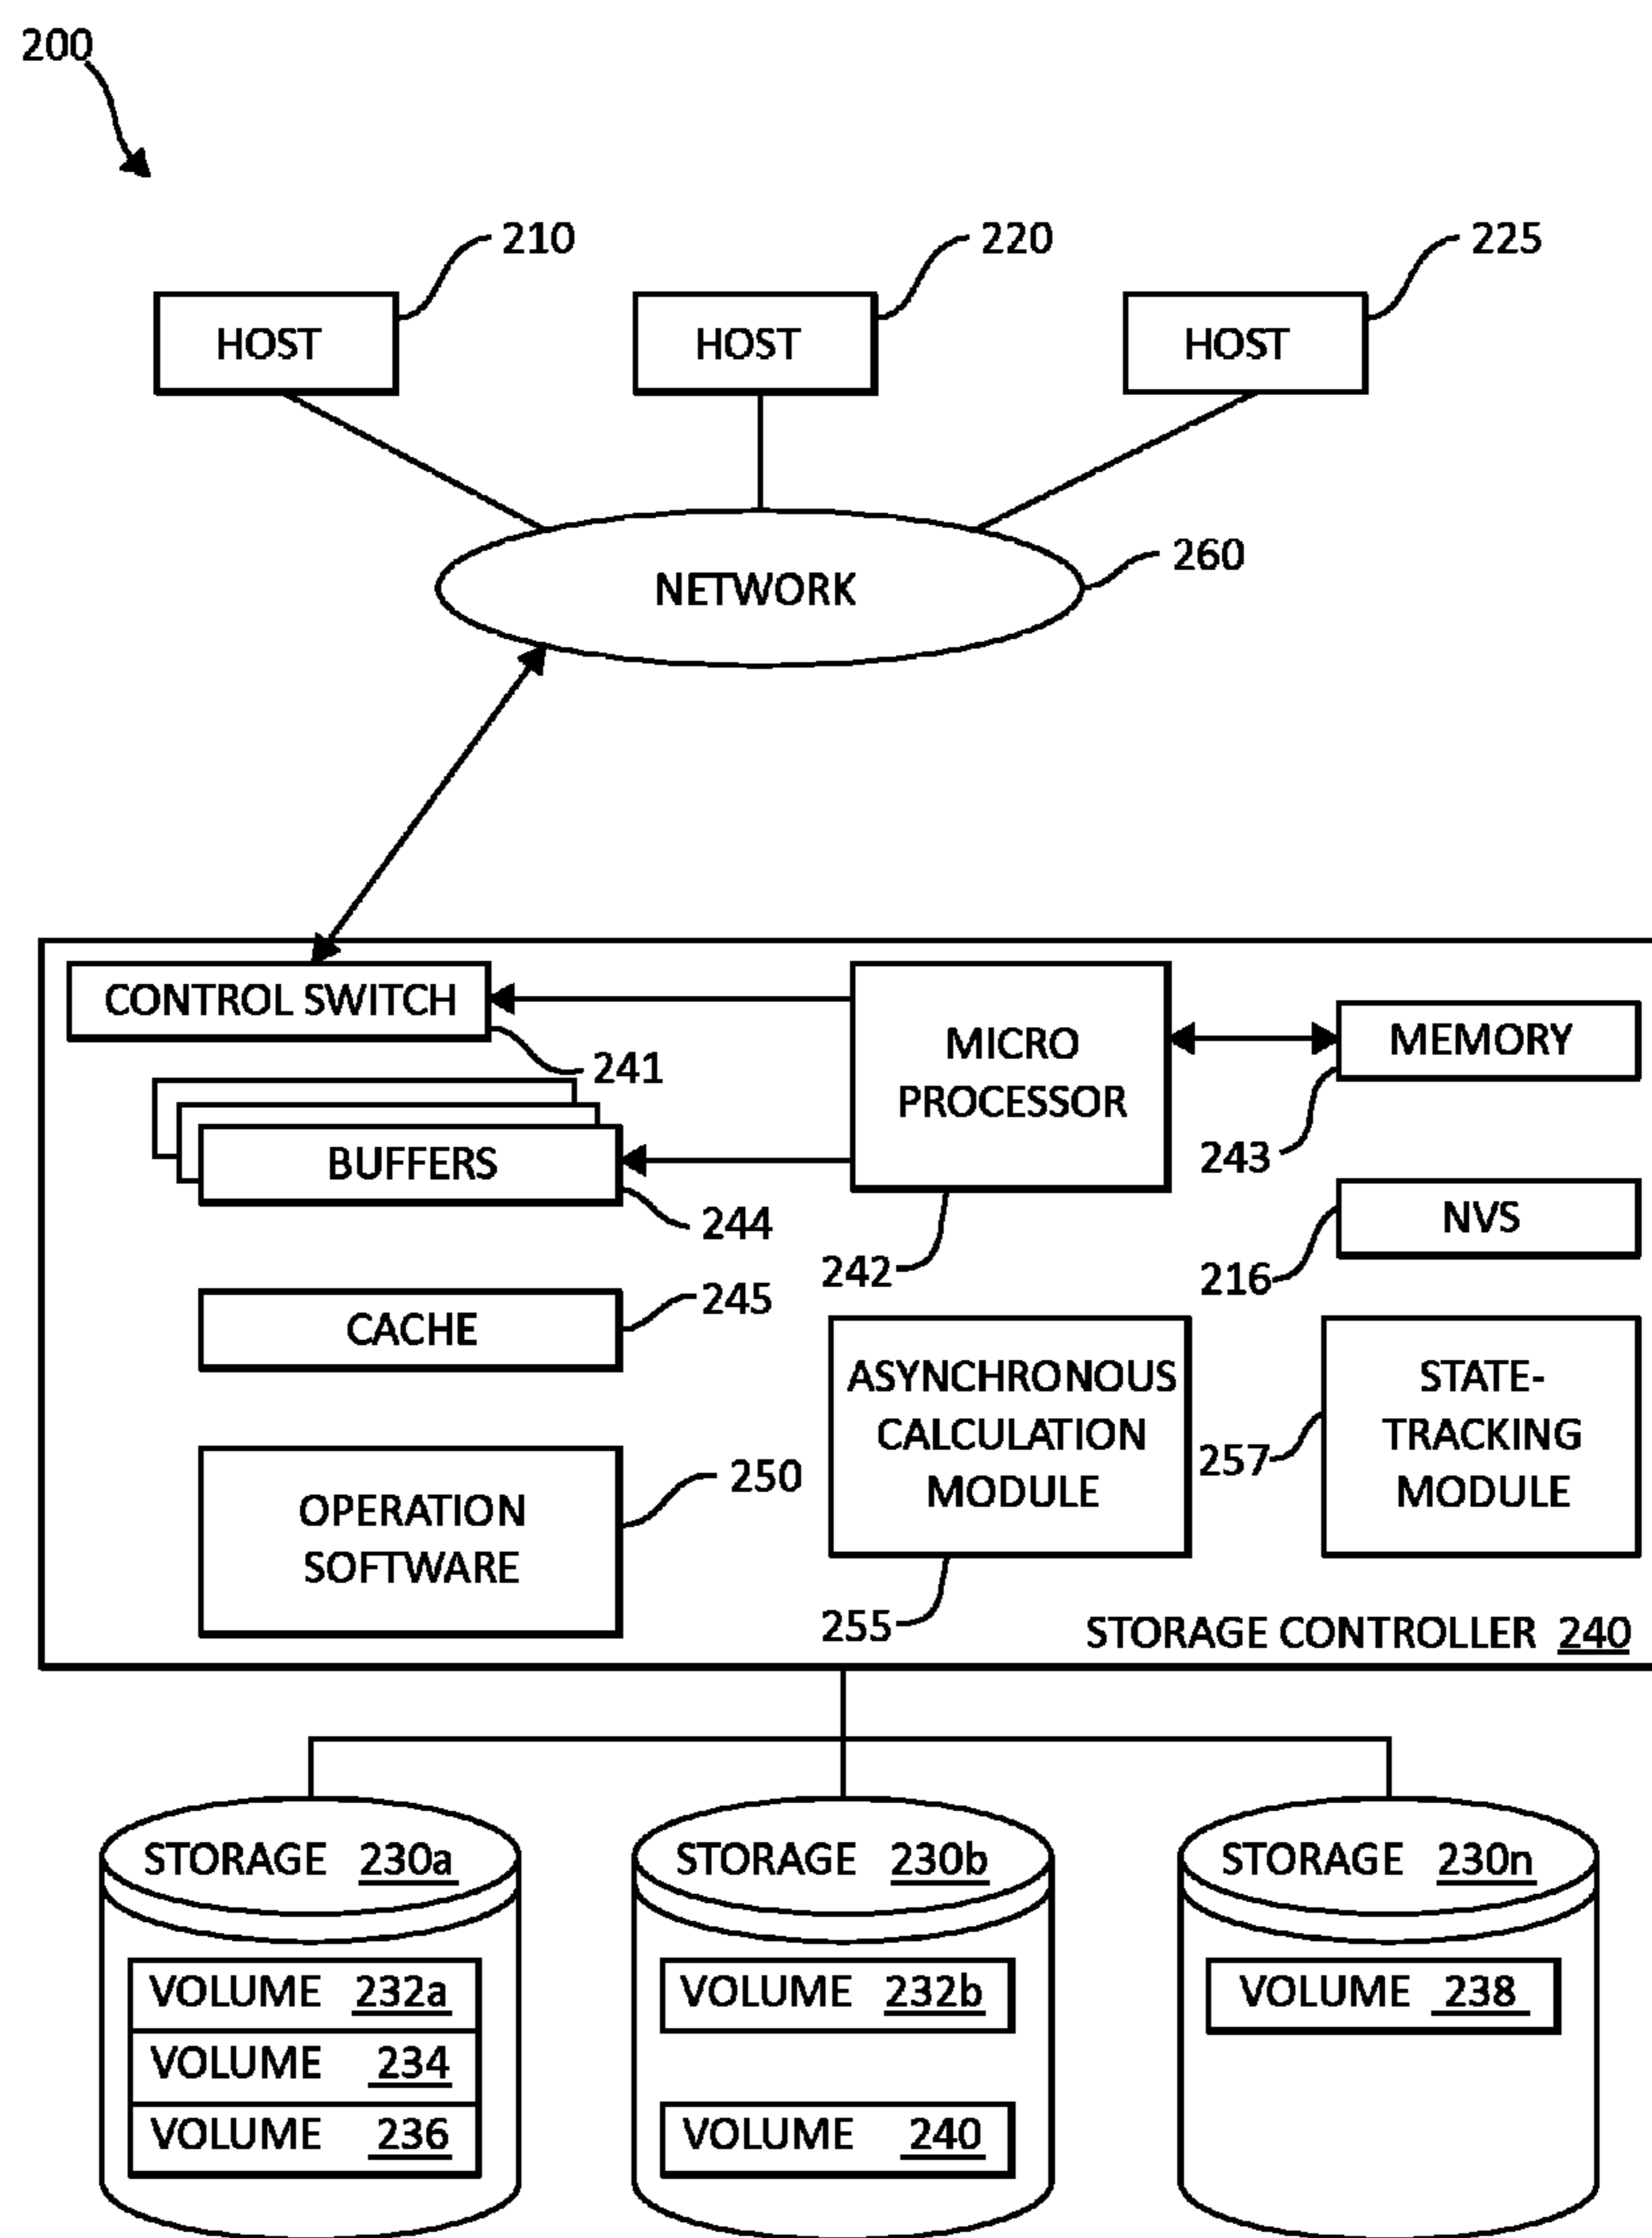 200
210
220
225
HOST
HOST
HOST
260
NETWORK
CONTROL SWITCH
241
MICRO
PROCESSOR
242
MEMORY
243
BUFFERS
244
NVS
216
CACHE
245
ASYNCHRONOUS
CALCULATION
MODULE
255
STATE-
TRACKING
MODULE
257
OPERATION
SOFTWARE
250
STORAGE CONTROLLER 240
STORAGE 230a
VOLUME 232a
VOLUME 234
VOLUME 236
STORAGE 230b
VOLUME 232b
VOLUME 240
STORAGE 230n
VOLUME 238